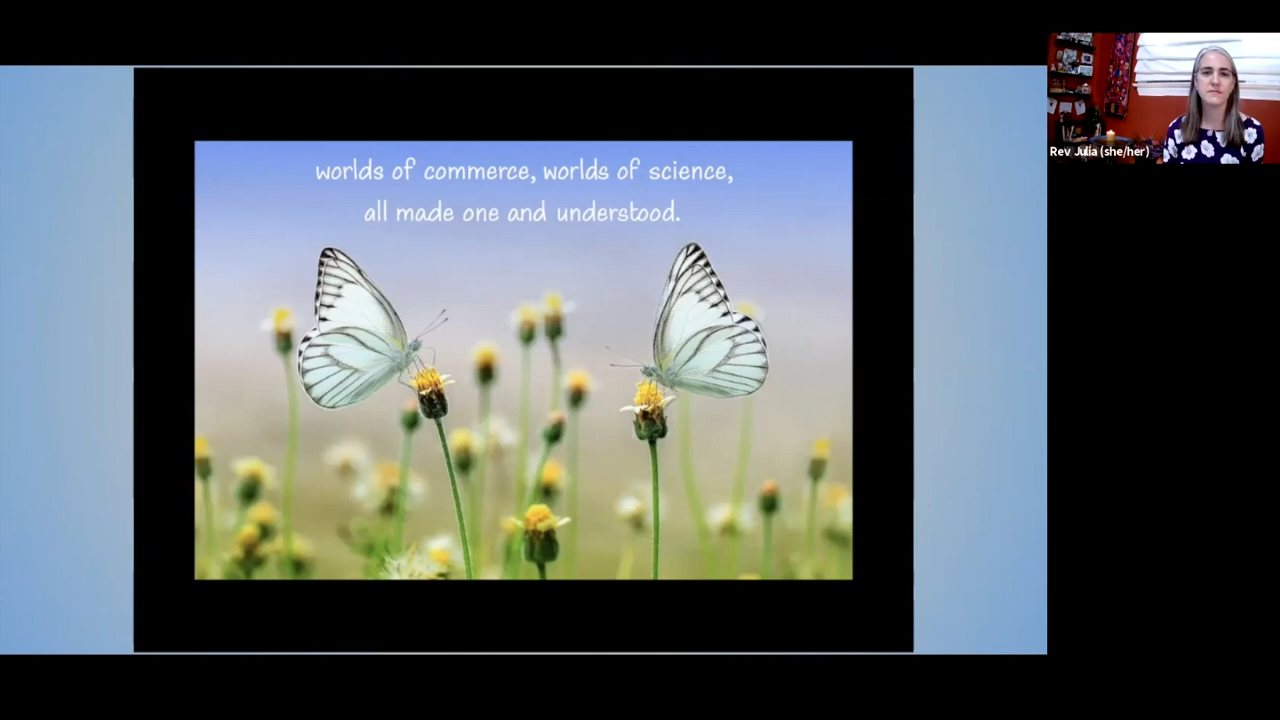 worlds of commerce, worlds of science,
all made one and understood.
Rev Julia (she/her)